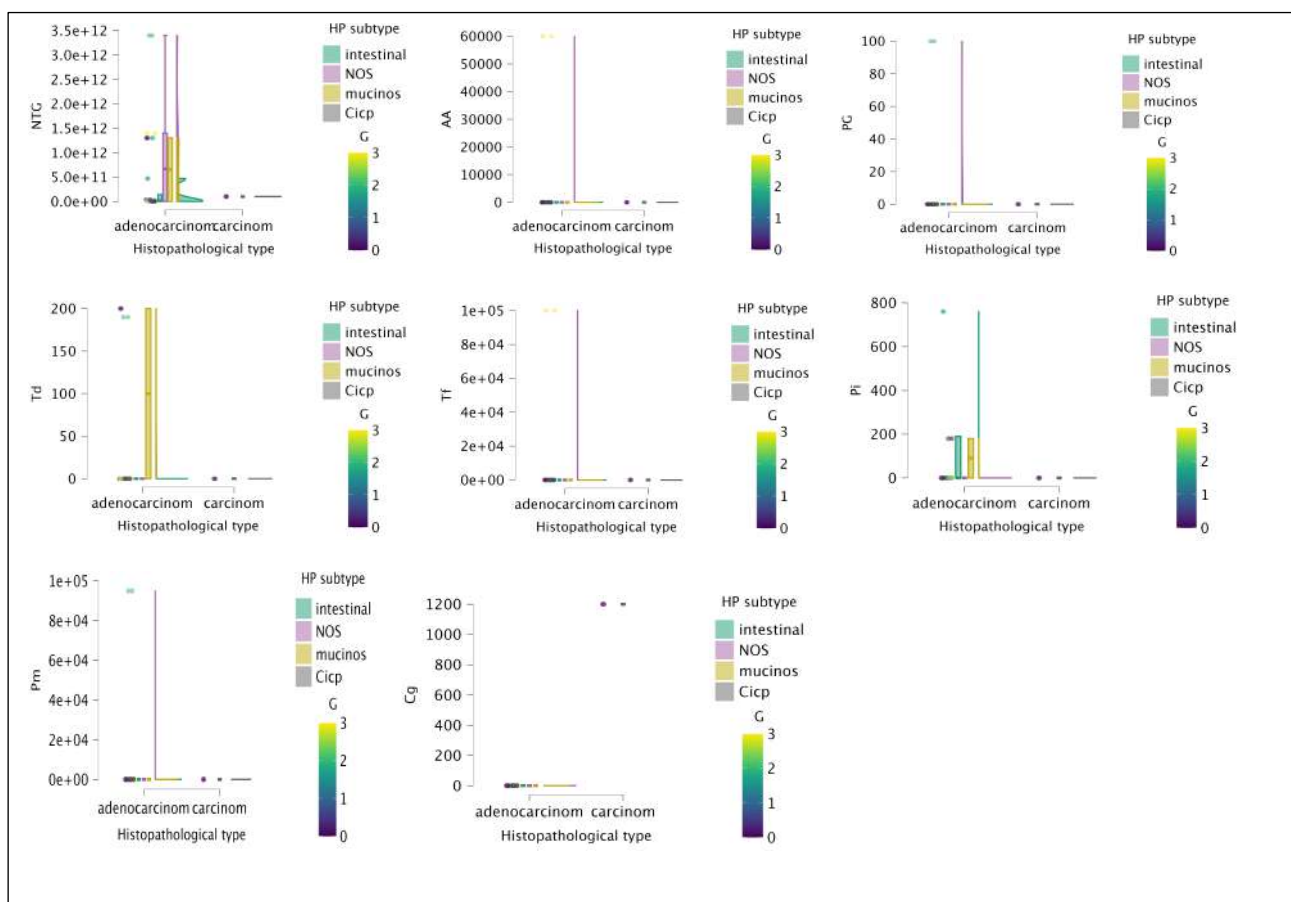 NTG
3.5e+12
3.0e+12
2.5e+12
2.0e+12
1.5e+12
1.0e+12
5.0e+11
0.0e+00
adenocarcinom carcinom
Histopathological type
HP subtype
intestinal
NOS
mucinos
Cicp
G
3
2
1
0
AA
60000
50000
40000
30000
20000
10000
0
adenocarcinom carcinom
Histopathological type
HP subtype
intestinal
NOS
mucinos
Cicp
G
3
2
1
0
PG
100
80
60
40
20
0
adenocarcinom carcinom
Histopathological type
HP subtype
intestinal
NOS
mucinos
Cicp
G
3
2
1
0
Td
200
150
100
50
0
adenocarcinom carcinom
Histopathological type
HP subtype
intestinal
NOS
mucinos
Cicp
G
3
2
1
0
Tf
1e+05
8e+04
6e+04
4e+04
2e+04
0e+00
adenocarcinom carcinom
Histopathological type
HP subtype
intestinal
NOS
mucinos
Cicp
G
3
2
1
0
Pi
800
600
400
200
0
adenocarcinom carcinom
Histopathological type
HP subtype
intestinal
NOS
mucinos
Cicp
G
3
2
1
0
Pm
1e+05
8e+04
6e+04
4e+04
2e+04
0e+00
adenocarcinom carcinom
Histopathological type
HP subtype
intestinal
NOS
mucinos
Cicp
G
3
2
1
0
Cg
1200
1000
800
600
400
200
0
adenocarcinom carcinom
Histopathological type
HP subtype
intestinal
NOS
mucinos
Cicp
G
3
2
1
0